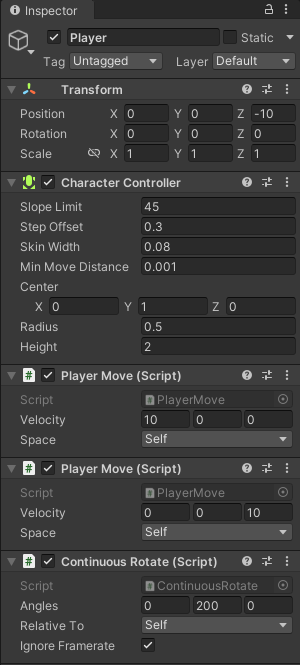 Inspector
Player Static
Tag Untagged Layer Default
Transform
Position X 0 Y 0 Z -10
Rotation X 0 Y 0 Z 0
Scale X 1 Y 1 Z 1
Character Controller
Slope Limit 45
Step Offset 0.3
Skin Width 0.08
Min Move Distance 0.001
Center
X 0 Y 1 Z 0
Radius 0.5
Height 2
# Player Move (Script)
Script # PlayerMove
Velocity 10 0 0
Space Self
# Player Move (Script)
Script # PlayerMove
Velocity 0 0 10
Space Self
# Continuous Rotate (Script)
Script # ContinuousRotate
Angles 0 200 0
Relative To Self
Ignore Framerate